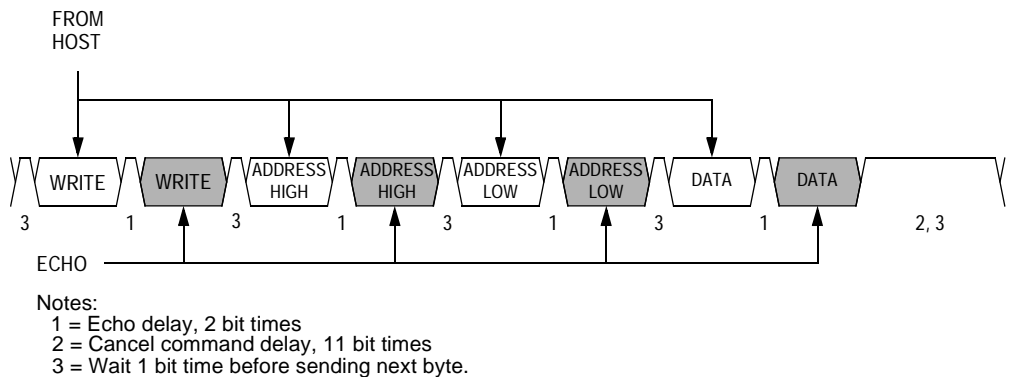 FROM
HOST
WRITE WRITE ADDRESS HIGH ADDRESS HIGH ADDRESS LOW ADDRESS LOW DATA DATA
3 1 3 1 3 1 3 1 2, 3
ECHO
Notes:
1 = Echo delay, 2 bit times
2 = Cancel command delay, 11 bit times
3 = Wait 1 bit time before sending next byte.